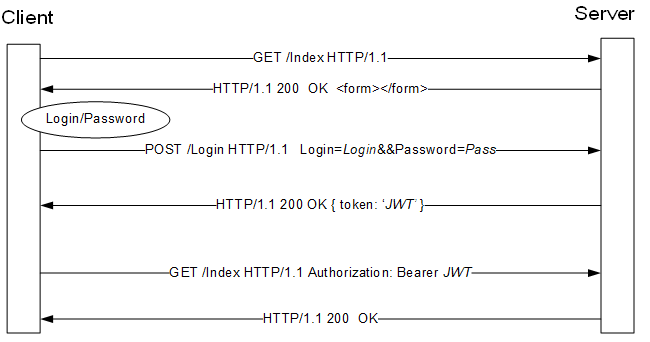 Client
Server
GET /Index HTTP/1.1
HTTP/1.1 200 OK <form></form>
Login/Password
POST /Login HTTP/1.1 Login=Login&&Password=Pass
HTTP/1.1 200 OK { token: ‘JWT’ }
GET /Index HTTP/1.1 Authorization: Bearer JWT
HTTP/1.1 200 OK